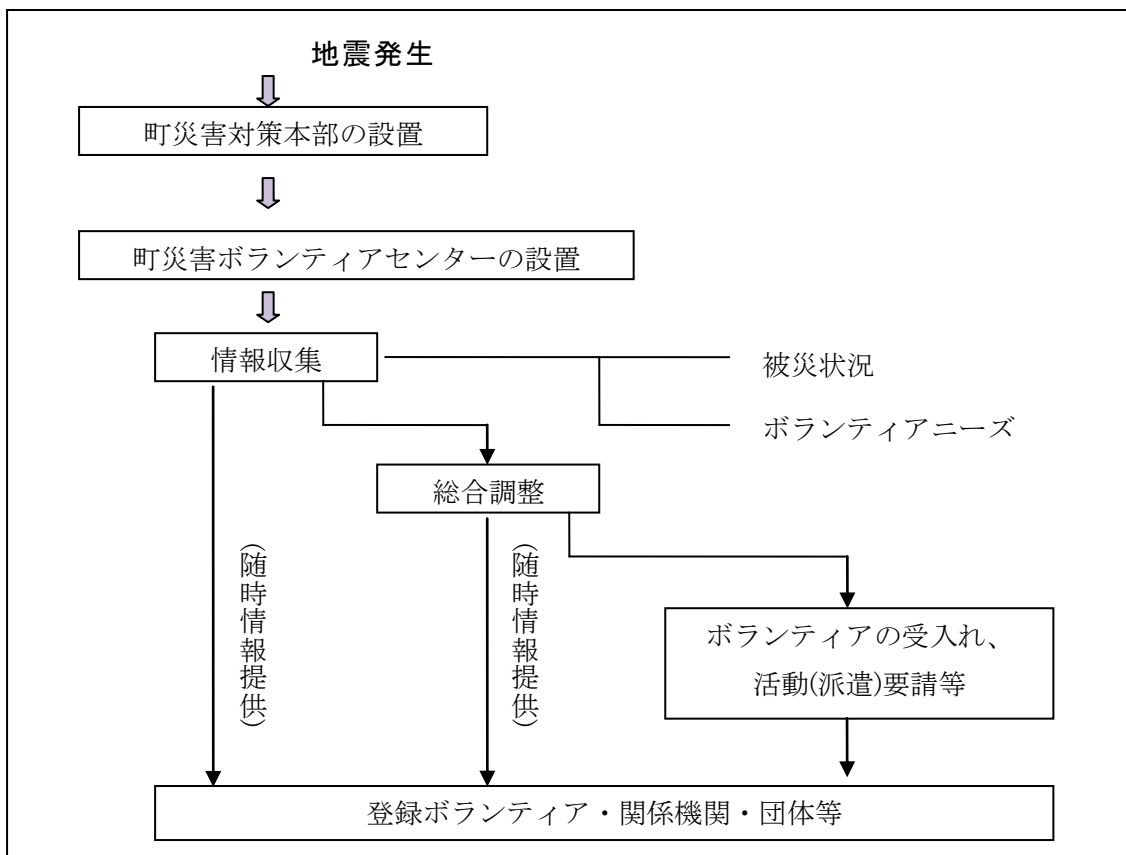 地震発生
町災害対策本部の設置
町災害ボランティアセンターの設置
情報収集
被災状況
ボランティアニーズ
総合調整
(随時情報提供)
(随時情報提供)
ボランティアの受入れ、
活動(派遣)要請等
登録ボランティア・関係機関・団体等